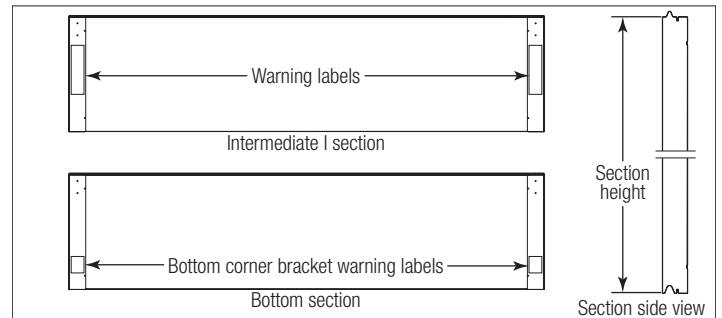 Warning labels
Intermediate I section
Bottom corner bracket warning labels
Bottom section
Section
height
Section side view